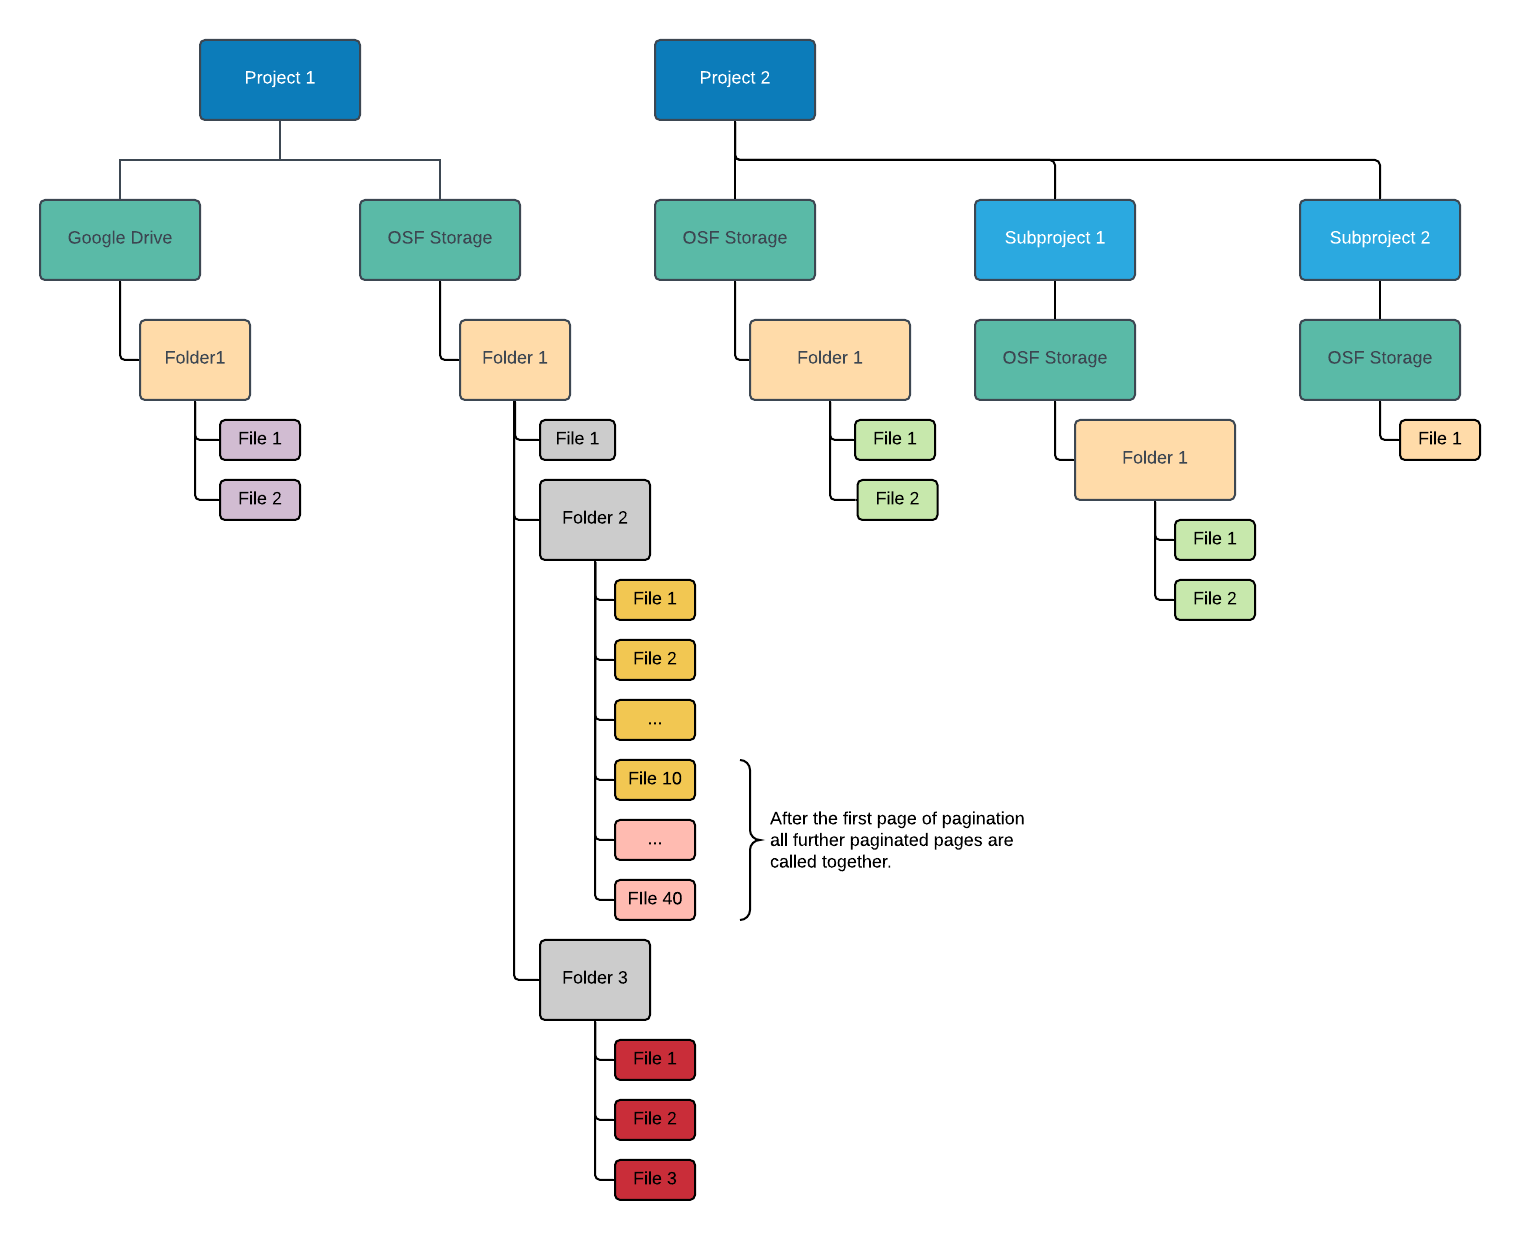 Project 1
Project 2
Google Drive
OSF Storage
OSF Storage
Subproject 1
Subproject 2
Folder1
Folder 1
Folder 1
OSF Storage
OSF Storage
File 1
File 1
File 1
Folder 1
File 1
File 2
Folder 2
File 2
File 1
File 1
File 2
File 2
...
File 10
...
FIle 40
After the first page of pagination
all further paginated pages are
called together.
Folder 3
File 1
File 2
File 3